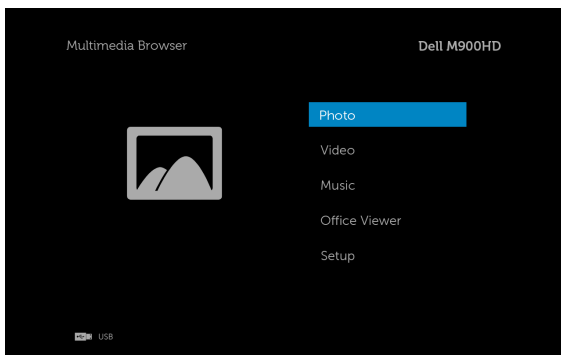 Multimedia Browser
Dell M900HD
Photo
Video
Music
Office Viewer
Setup
USB